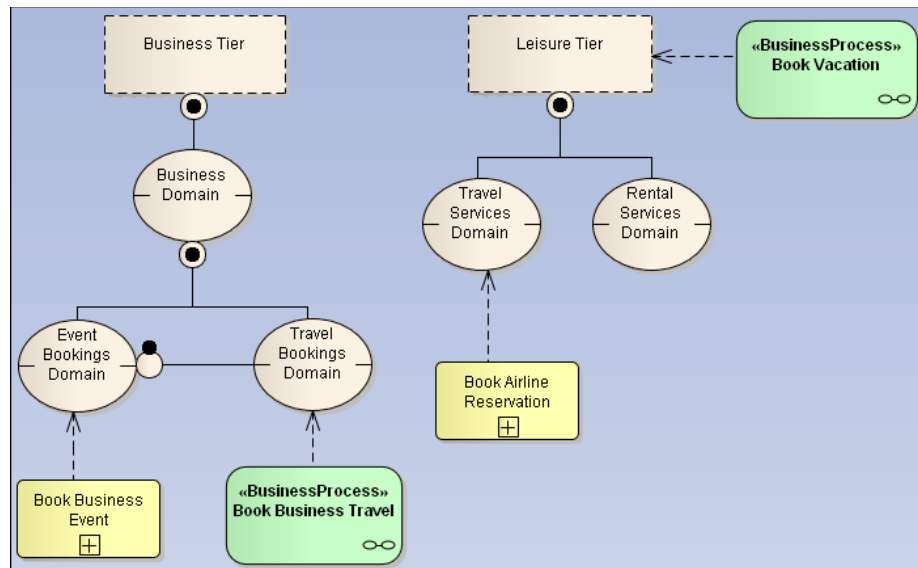 Business Tier
Leisure Tier
«BusinessProcess»
Book Vacation
Business
Domain
Travel
Services
Domain
Rental
Services
Domain
Event
Bookings
Domain
Travel
Bookings
Domain
Book Airline
Reservation
Book Business
Event
«BusinessProcess»
Book Business Travel